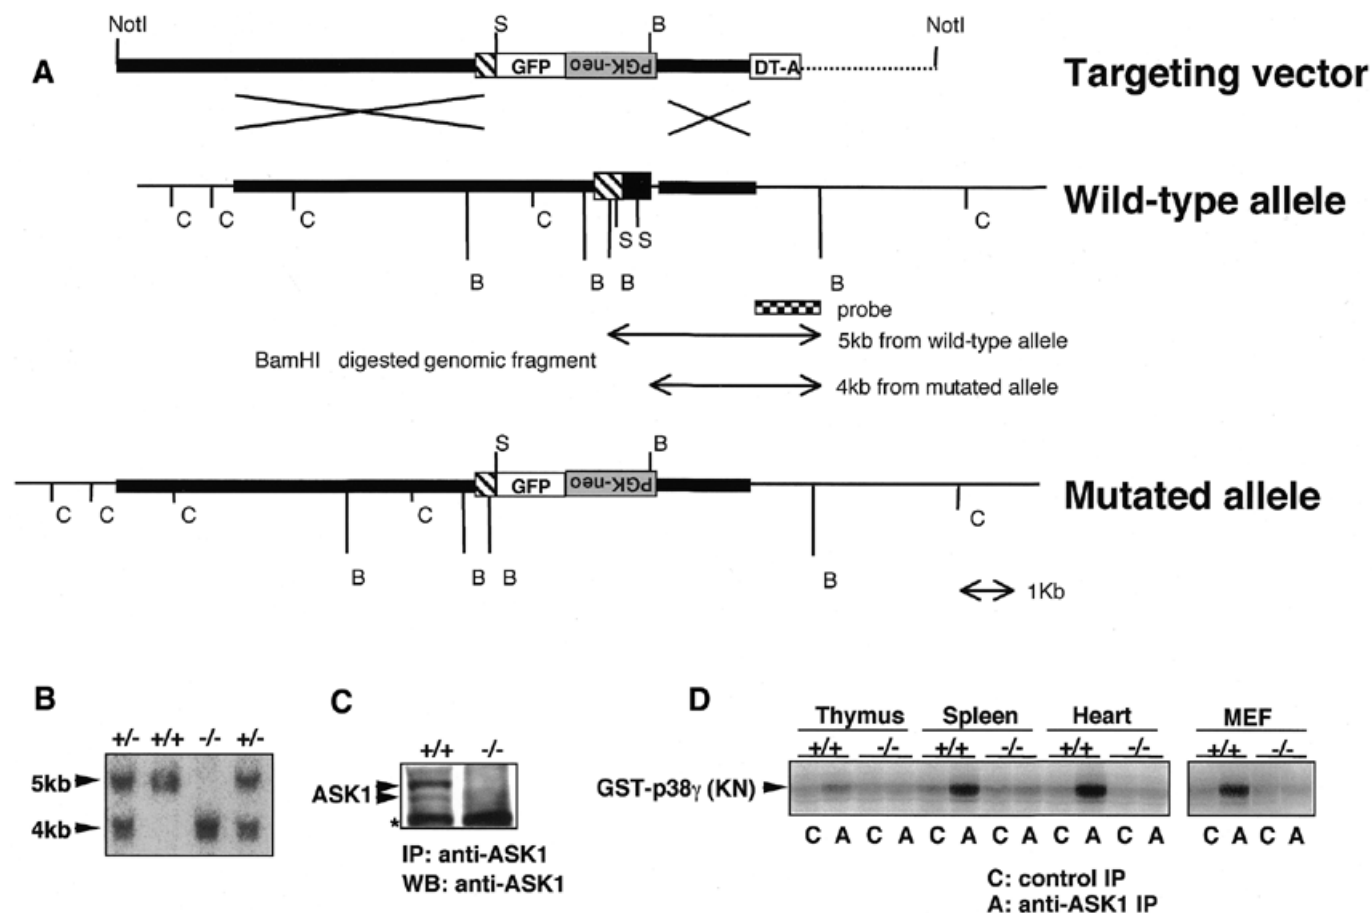 NotI S B NotI
A GFP PGK-neo DT-A Targeting vector
Wild-type allele
C C C C C
S S
B B B B
probe
5kb from wild-type allele
BamHI digested genomic fragment
4kb from mutated allele
S B
GFP PGK-neo Mutated allele
C C C C C
B B B B
1Kb
B
+/- +/+ -/- +/-
5kb
4kb
C
+/+ -/-
ASK1
*
IP: anti-ASK1
WB: anti-ASK1
D
Thymus Spleen Heart MEF
+/+ -/- +/+ -/- +/+ -/- +/+ -/-
GST-p38γ (KN)
C A C A C A C A C A C A C A C A
C: control IP
A: anti-ASK1 IP